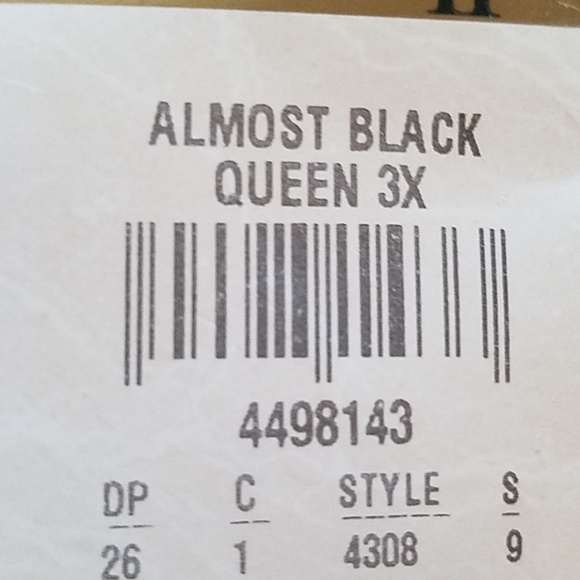 ALMOST BLACK
QUEEN 3X
4498143
DP C STYLE S
26 1 4308 9